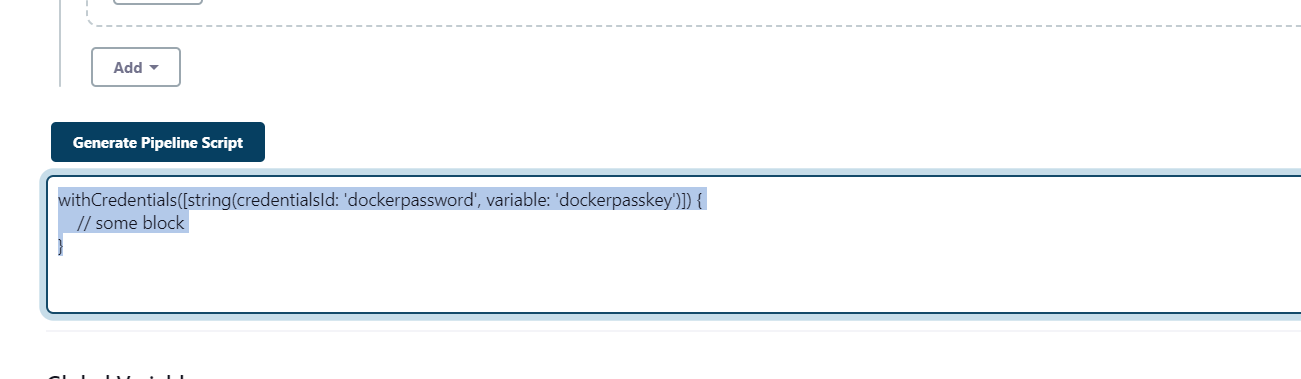 Add
Generate Pipeline Script
withCredentials([string(credentialsId: 'dockerpassword', variable: 'dockerpasskey')]) {
// some block
}